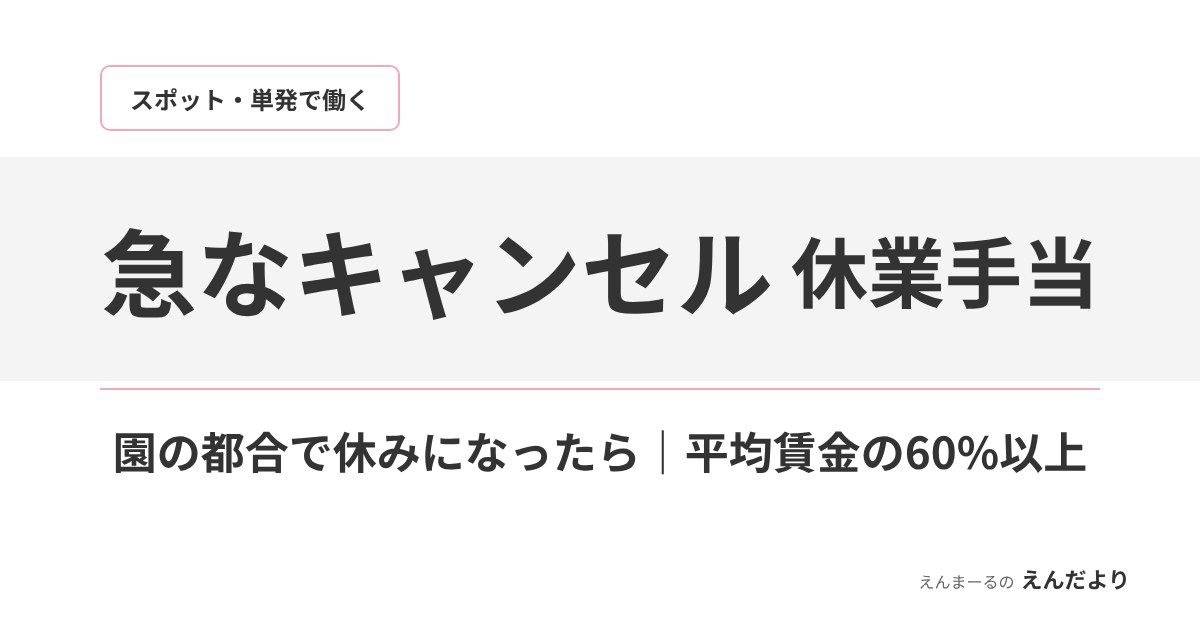 スポット・単発で働く
急なキャンセル 休業手当
園の都合で休みになったら｜平均賃金の60%以上
えんまーるの えんだより